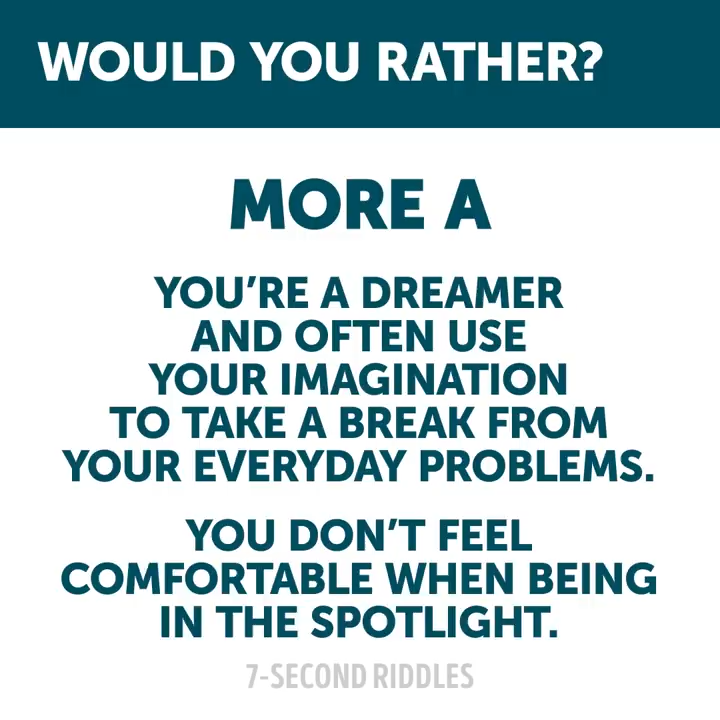 WOULD YOU RATHER?
MORE A
YOU’RE A DREAMER
AND OFTEN USE
YOUR IMAGINATION
TO TAKE A BREAK FROM
YOUR EVERYDAY PROBLEMS.
YOU DON’T FEEL
COMFORTABLE WHEN BEING
IN THE SPOTLIGHT.
7-SECOND RIDDLES